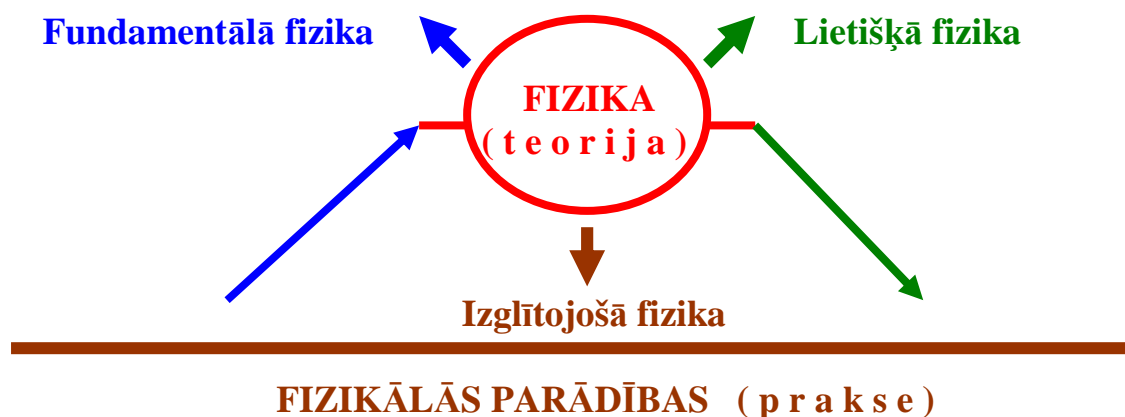 Fundamentālā fizika
Lietišķā fizika
FIZIKA
( t e o r i j a )
Izglītojošā fizika
FIZIKĀLĀS PARĀDĪBAS ( p r a k s e )